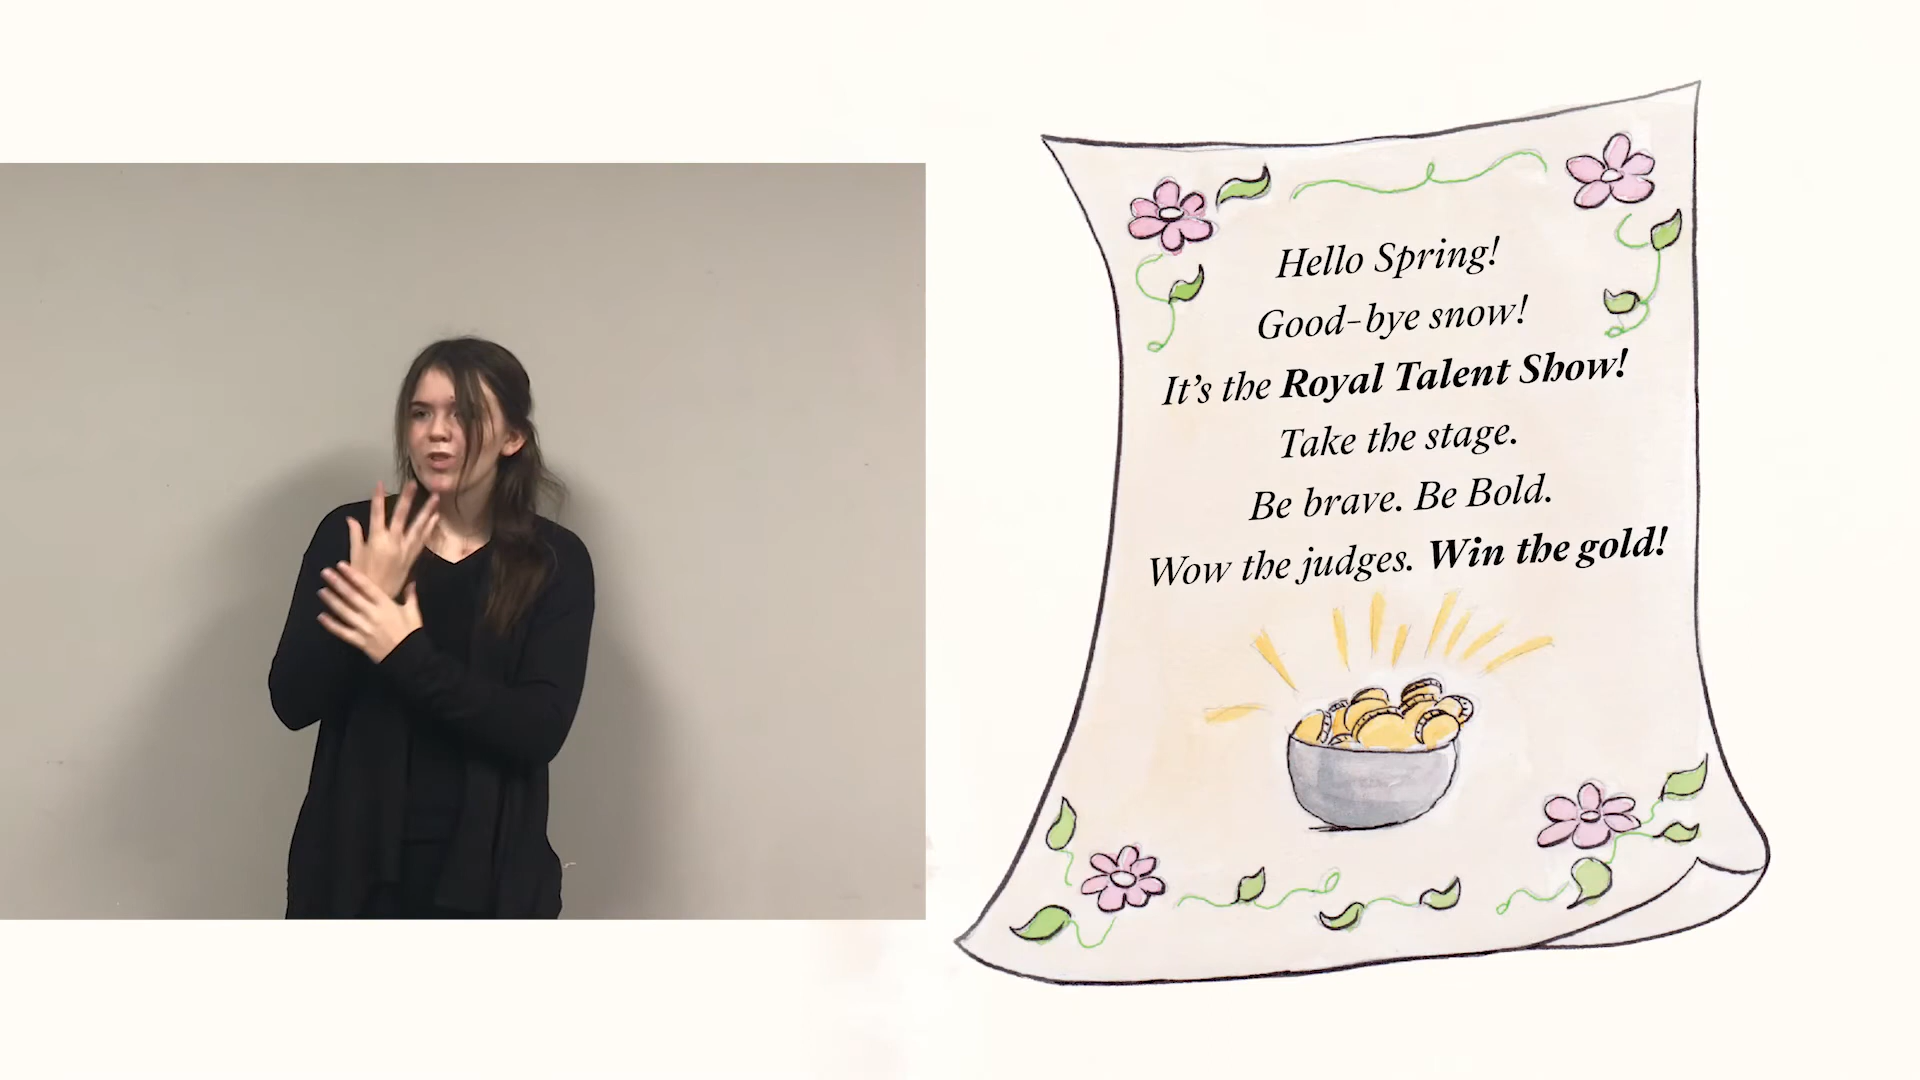 Hello Spring!
Good-bye snow!
It's the Royal Talent Show!
Take the stage.
Be brave. Be Bold.
Wow the judges. Win the gold!